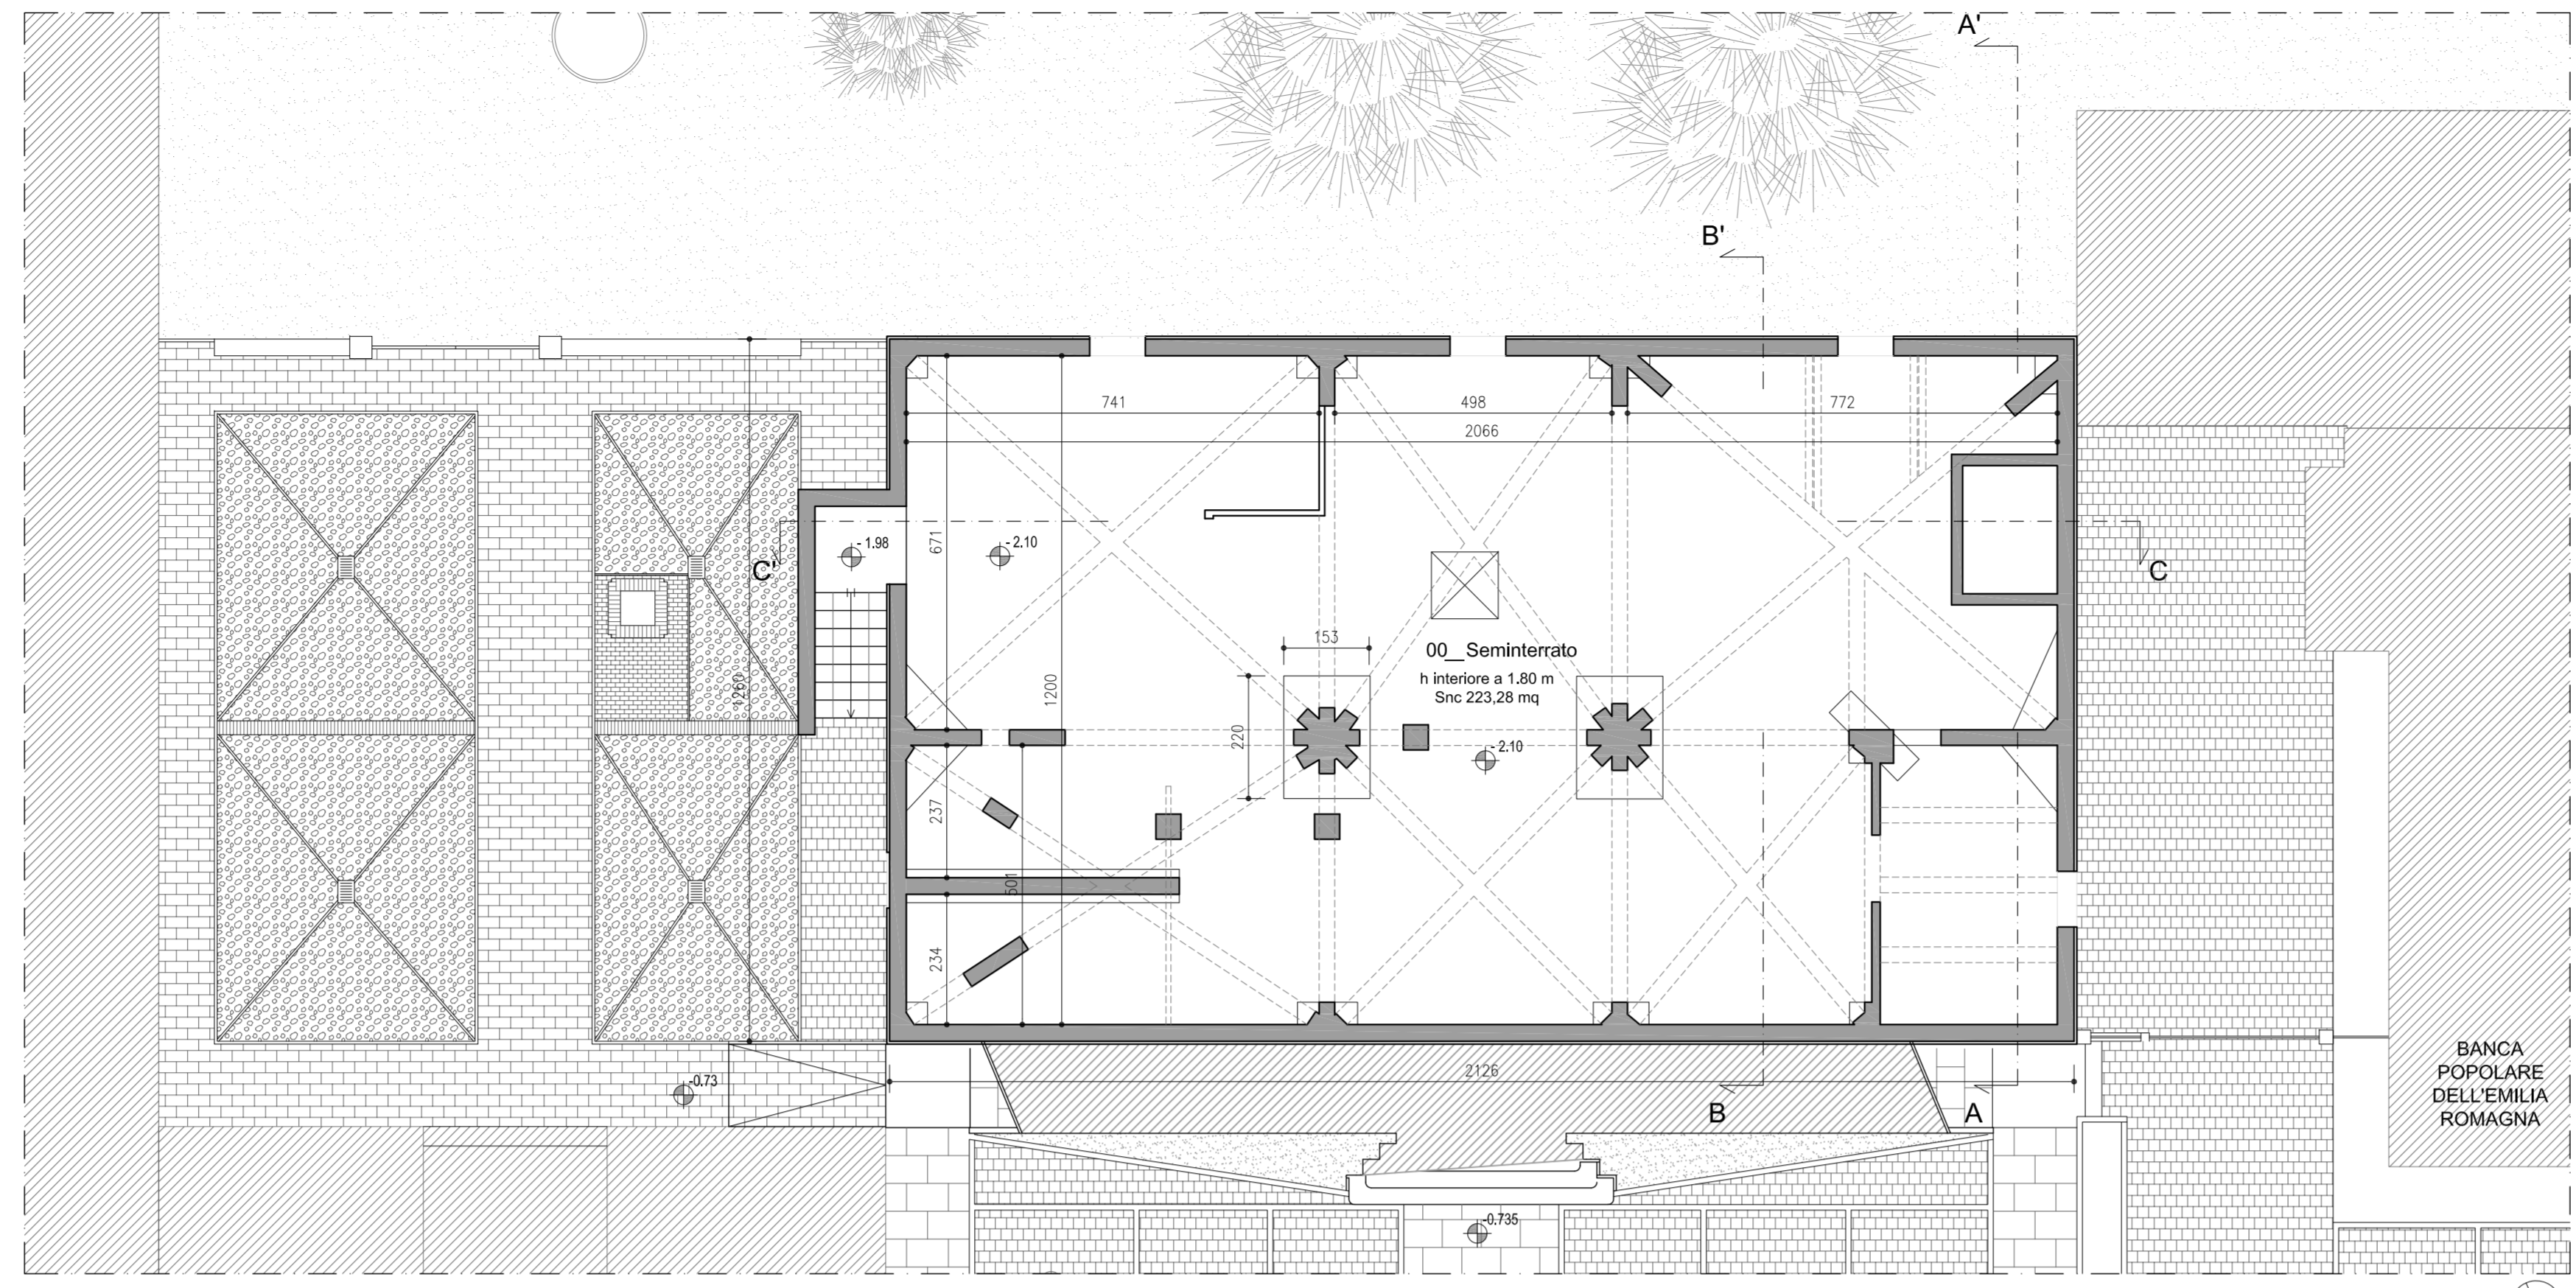 A'
B'
741
498
772
2066
671
- 1.98
- 2.10
C'
C
153
00__Seminterrato
h interiore a 1.80 m
Snc 223,28 mq
1260
1200
220
- 2.10
237
501
234
BANCA
POPOLARE
DELL'EMILIA
ROMAGNA
2126
-0.73
B
A
-0.735